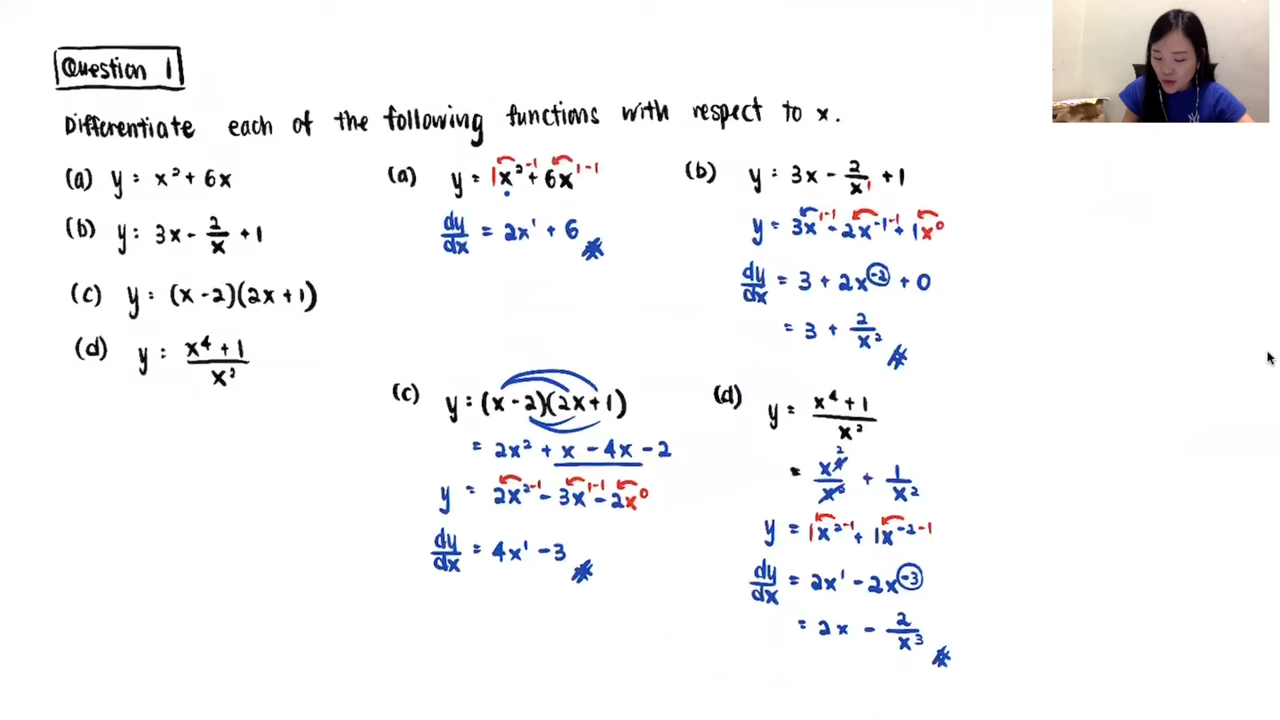 Question 1
Differentiate each of the following functions with respect to x.
(a) y = x² + 6x
(b) y = 3x - 2/x + 1
(c) y = (x-2)(2x+1)
(d) y = (x⁴ + 1)/x²
(a) y = 1x²⁻¹ + 6x¹⁻¹
dy/dx = 2x¹ + 6
(b) y = 3x - 2/x¹ + 1
y = 3x¹⁻¹ - 2x⁻¹⁻¹ + 1x⁰
dy/dx = 3 + 2x⁻² + 0
= 3 + 2/x²
(c) y = (x-2)(2x+1)
= 2x² + x - 4x - 2
y = 2x²⁻¹ - 3x¹⁻¹ - 2x⁰
dy/dx = 4x¹ - 3
(d) y = (x⁴ + 1)/x²
= x⁴/x² + 1/x²
y = 1x²⁻¹ + 1x⁻²⁻¹
dy/dx = 2x¹ - 2x⁻³
= 2x - 2/x³